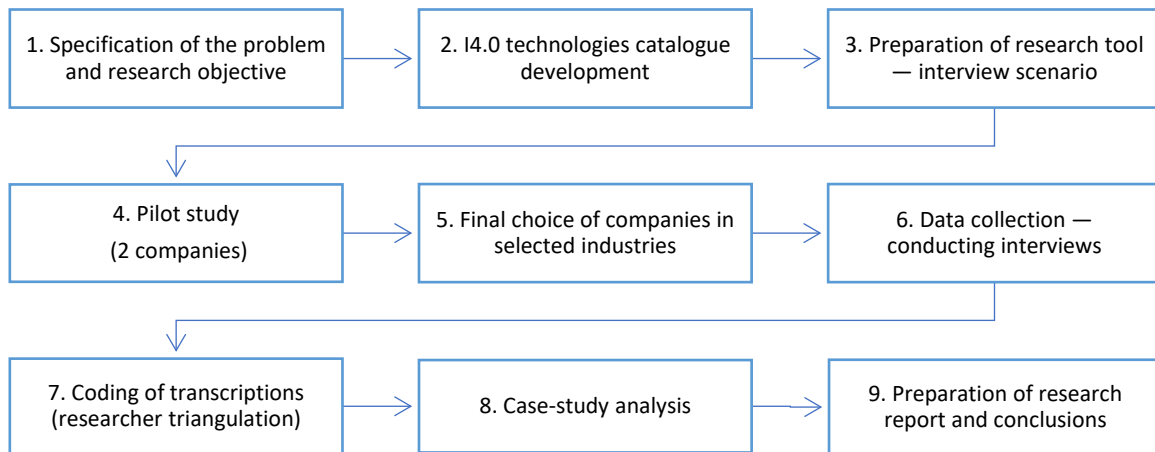 1. Specification of the problem
and research objective
2. I4.0 technologies catalogue
development
3. Preparation of research tool
— interview scenario
4. Pilot study
(2 companies)
5. Final choice of companies in
selected industries
6. Data collection —
conducting interviews
7. Coding of transcriptions
(researcher triangulation)
8. Case-study analysis
9. Preparation of research
report and conclusions